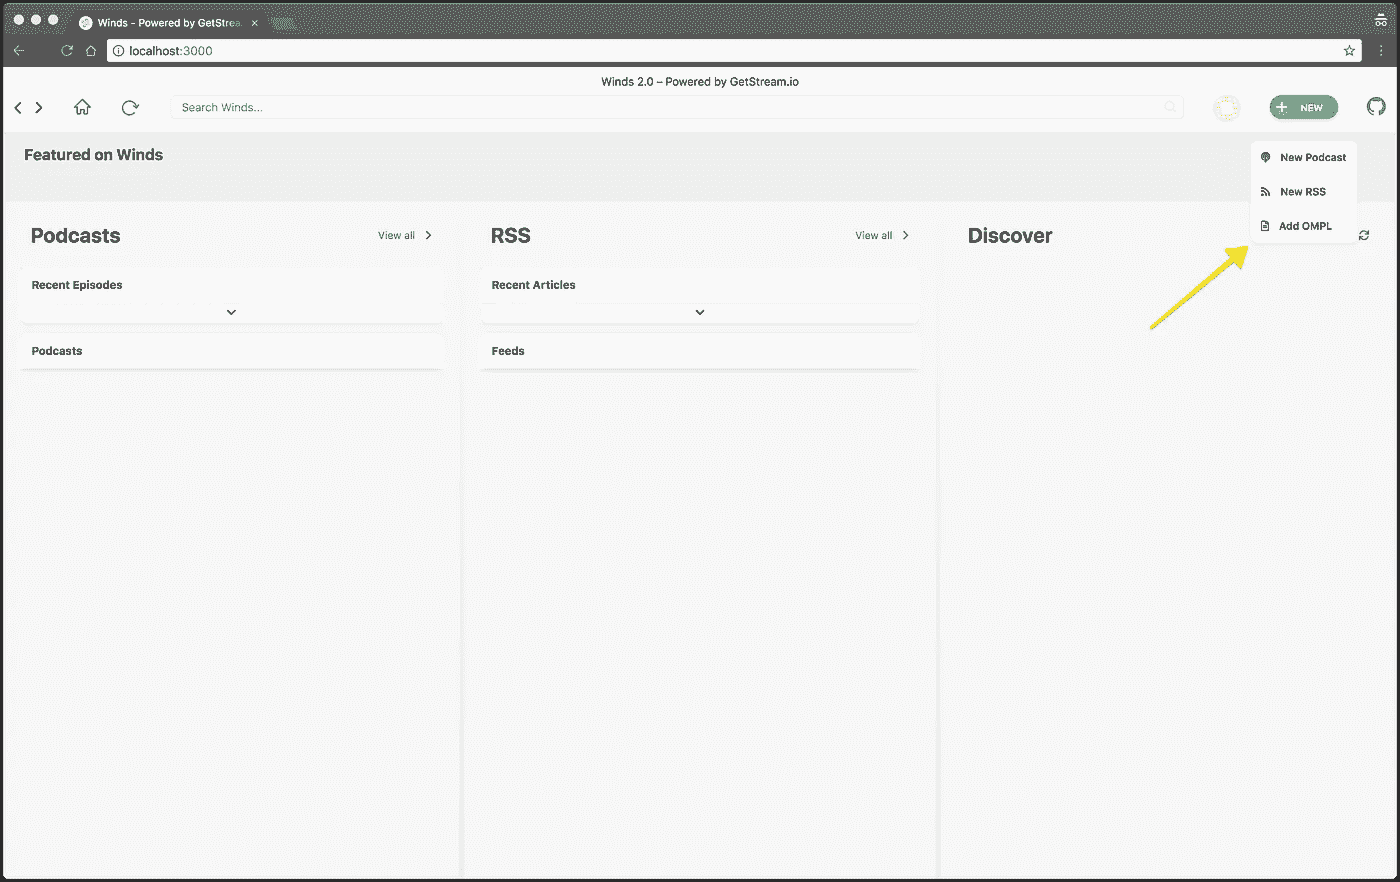 Winds - Powered by GetStrea
localhost:3000
Winds 2.0 – Powered by GetStream.io
Search Winds...
NEW
Featured on Winds
New Podcast
New RSS
Add OMPL
Podcasts
View all
RSS
View all
Discover
Recent Episodes
Recent Articles
Podcasts
Feeds